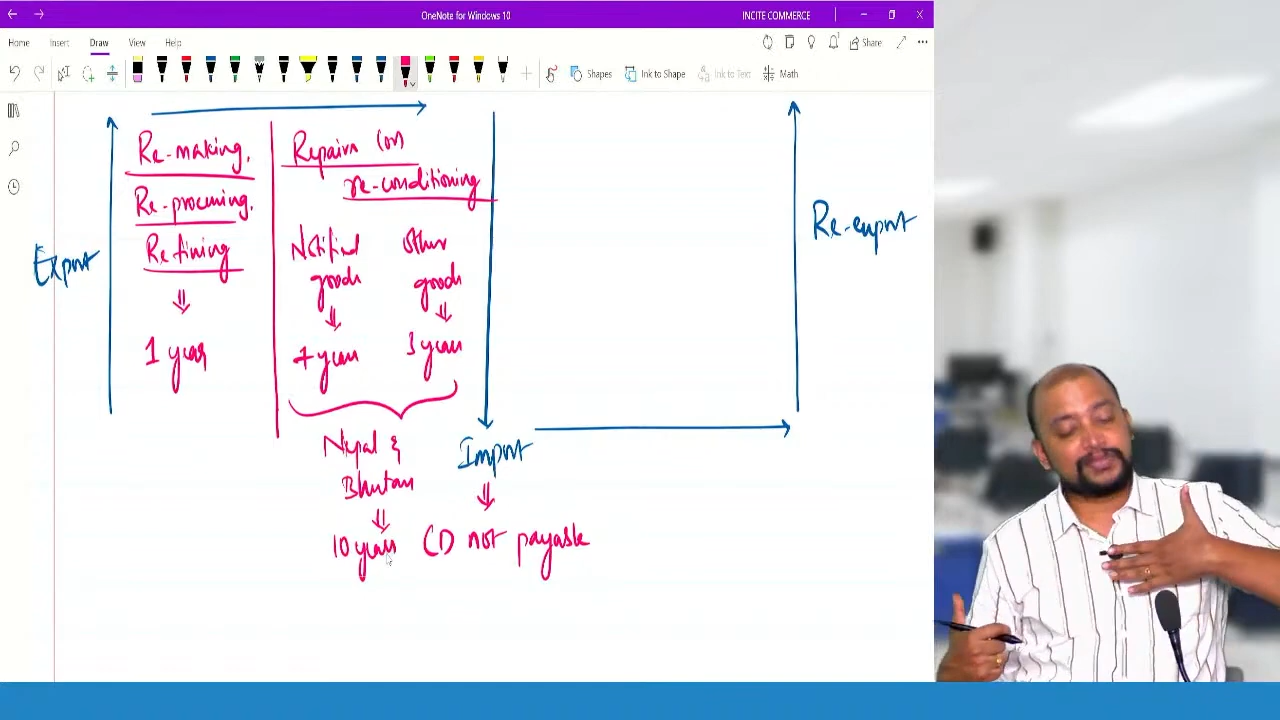 OneNote for Windows 10
INCITE COMMERCE
Home Insert Draw View Help
Share
Shapes Ink to Shape Ink to Text Math
Re-making.
Re-procuring.
Refining
⇓
1 year
Repairs (or)
re-conditioning
Notified goods
⇓
7 years
Other goods
⇓
3 years
Nepal &
Bhutan
⇓
10 years
Export
Import
⇓
CD not payable
Re-export